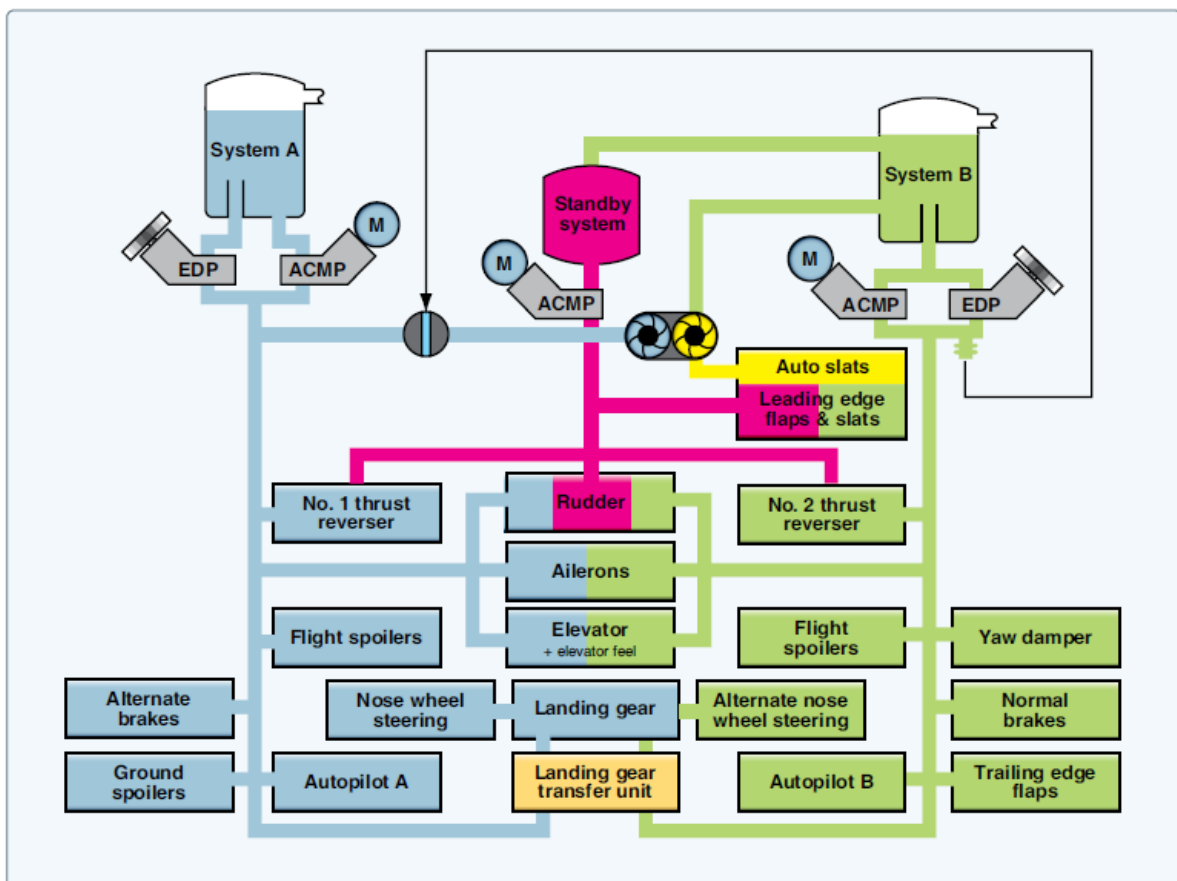 System A
System B
Standby
system
M
EDP
ACMP
M
ACMP
M
ACMP
EDP
Auto slats
Leading edge
flaps & slats
No. 1 thrust
reverser
Rudder
No. 2 thrust
reverser
Ailerons
Flight spoilers
Elevator
+ elevator feel
Flight
spoilers
Yaw damper
Alternate
brakes
Nose wheel
steering
Landing gear
Alternate nose
wheel steering
Normal
brakes
Ground
spoilers
Autopilot A
Landing gear
transfer unit
Autopilot B
Trailing edge
flaps